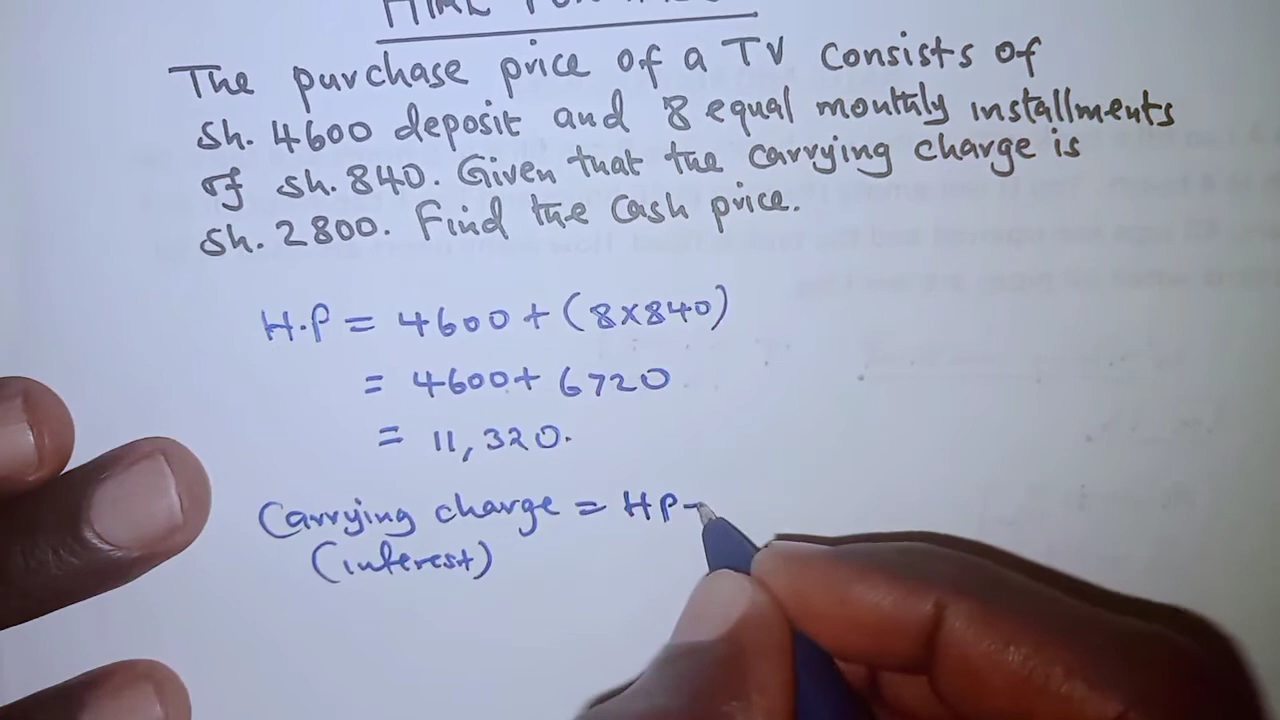 The purchase price of a TV consists of
Sh. 4600 deposit and 8 equal monthly installments
of Sh. 840. Given that the carrying charge is
Sh. 2800. Find the cash price.
H.P = 4600 + (8x840)
= 4600 + 6720
= 11,320.
Carrying charge = HP -
(interest)